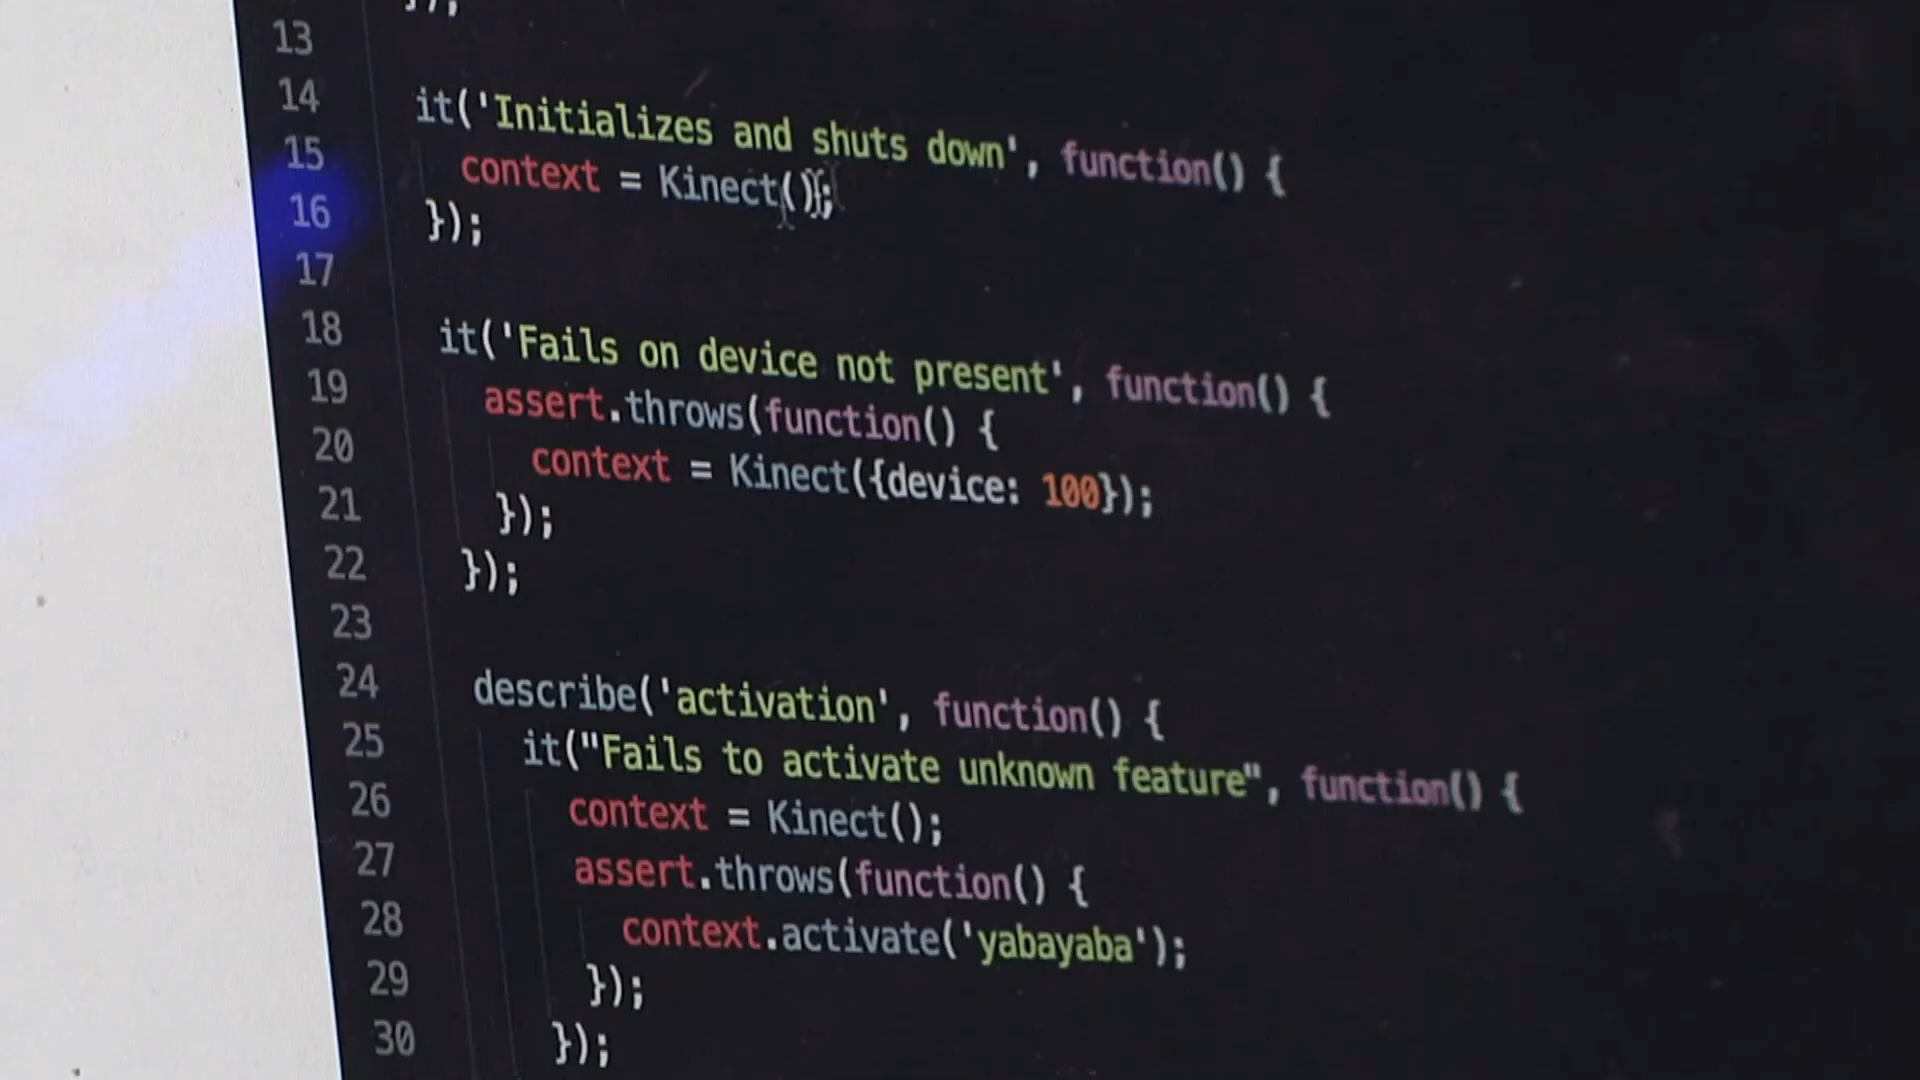 });
13
14 it('Initializes and shuts down', function() {
15 context = Kinect();
16 });
17
18 it('Fails on device not present', function() {
19 assert.throws(function() {
20 context = Kinect({device: 100});
21 });
22 });
23
24 describe('activation', function() {
25 it("Fails to activate unknown feature", function() {
26 context = Kinect();
27 assert.throws(function() {
28 context.activate('yabayaba');
29 });
30 });